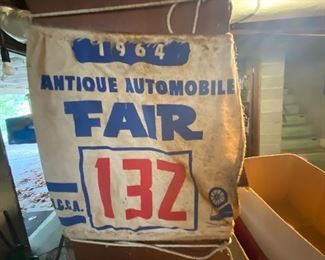 1964
ANTIQUE AUTOMOBILE
FAIR
132
G.S.A.